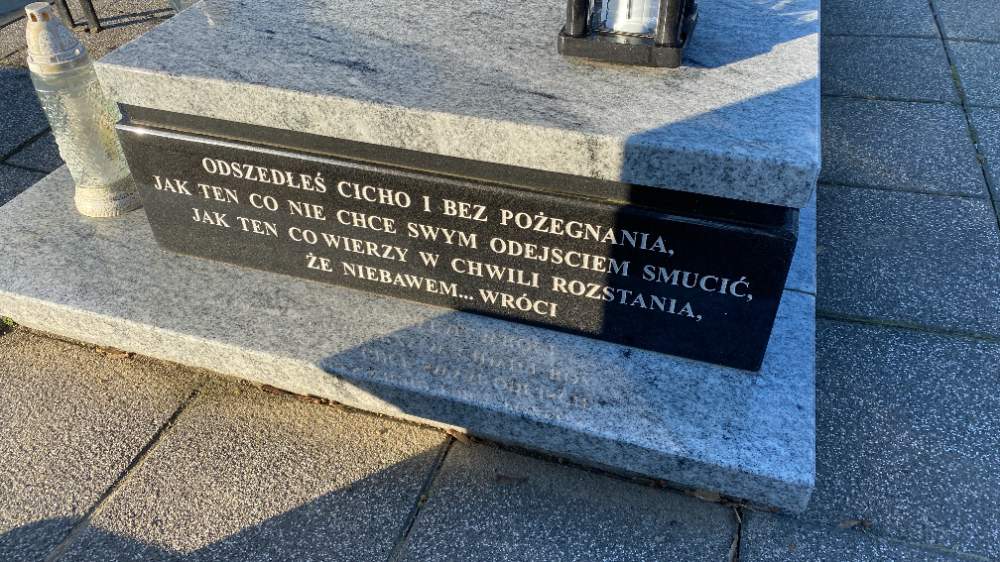 ODSZEDŁEŚ CICHO I BEZ POŻEGNANIA,
JAK TEN CO NIE CHCE SWYM ODEJSCIEM SMUCIĆ,
JAK TEN CO WIERZY W CHWILI ROZSTANIA,
ŻE NIEBAWEM... WRÓCI